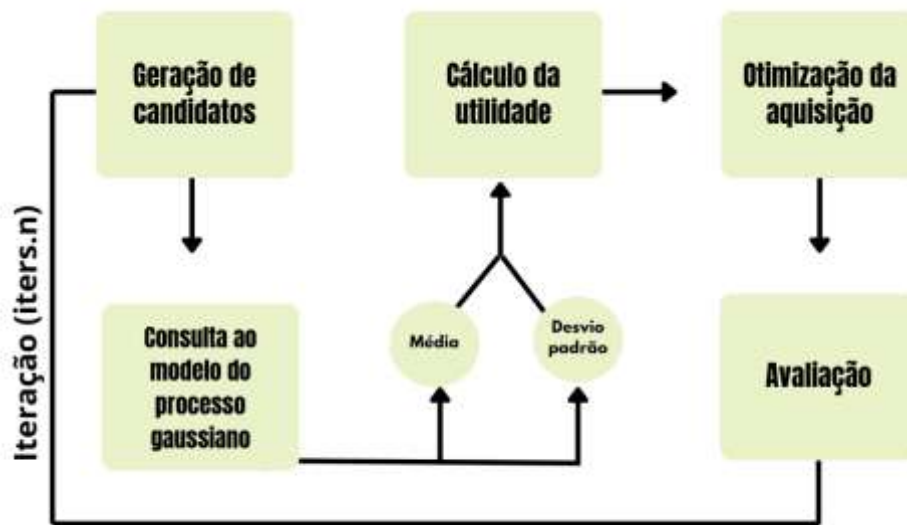 Geração de
candidatos
Cálculo da
utilidade
Otimização da
aquisição
Iteração (iters.n)
Consulta ao
modelo do
processo
gaussiano
Média
Desvio
padrão
Avaliação